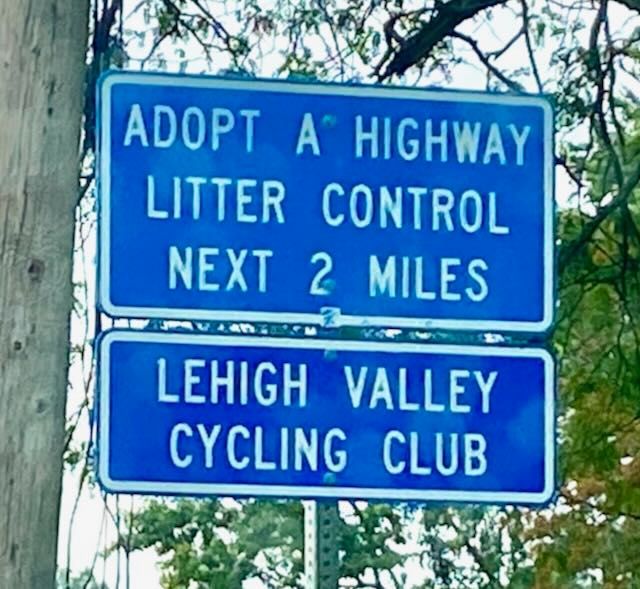 ADOPT A HIGHWAY
LITTER CONTROL
NEXT 2 MILES
LEHIGH VALLEY
CYCLING CLUB